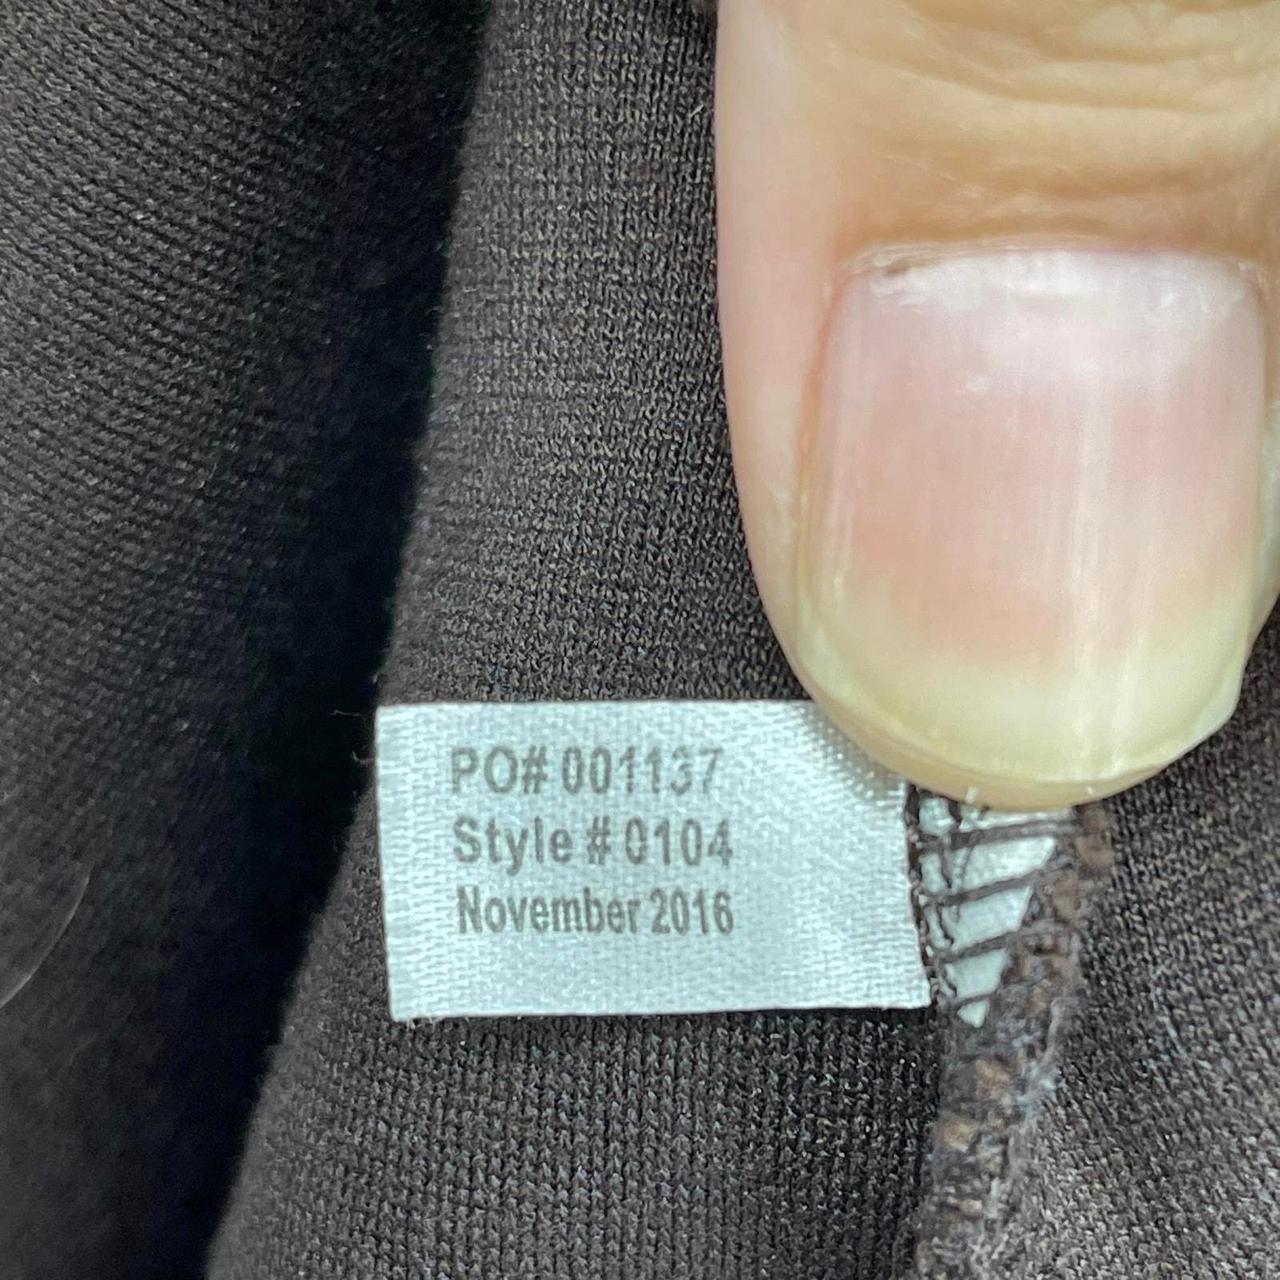 PO# 001137
Style # 0104
November 2016